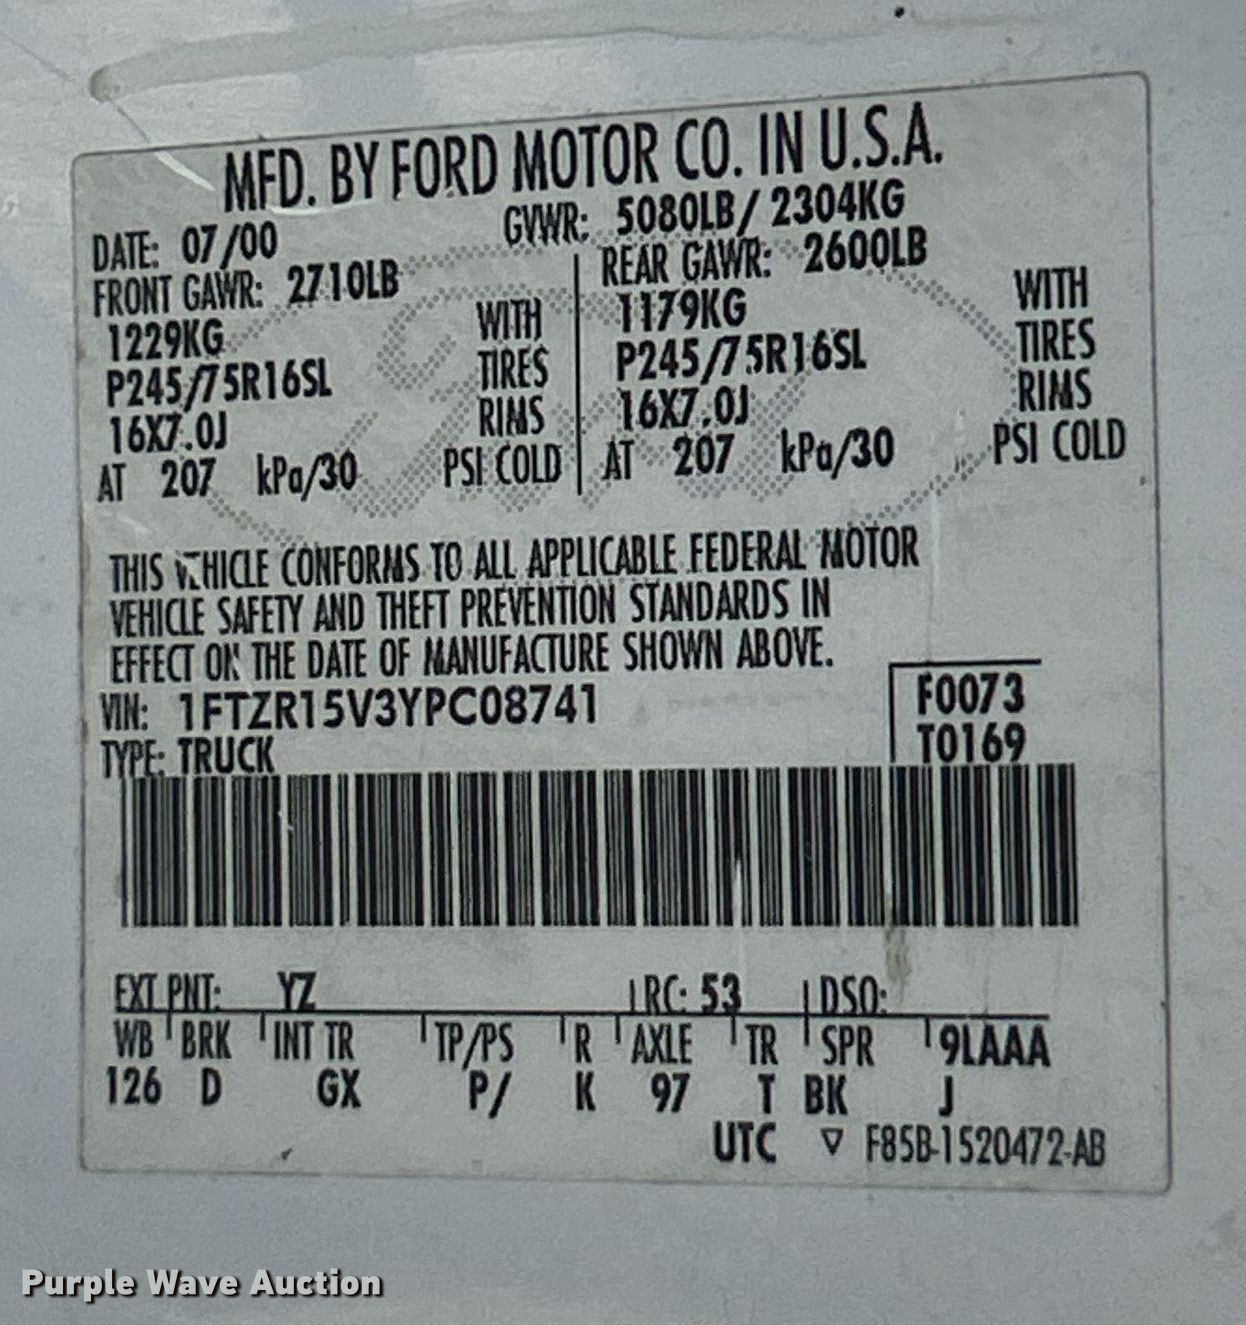 MFD. BY FORD MOTOR CO. IN U.S.A.
DATE: 07/00 GVWR: 5080LB/ 2304KG
FRONT GAWR: 2710LB REAR GAWR: 2600LB
1229KG WITH 1179KG WITH
P245/75R16SL TIRES P245/75R16SL TIRES
16X7.0J RIMS 16X7.0J RIMS
AT 207 kPa/30 PSI COLD AT 207 kPa/30 PSI COLD
THIS VEHICLE CONFORMS TO ALL APPLICABLE FEDERAL MOTOR
VEHICLE SAFETY AND THEFT PREVENTION STANDARDS IN
EFFECT ON THE DATE OF MANUFACTURE SHOWN ABOVE.
VIN: 1FTZR15V3YPC08741 F0073
TYPE: TRUCK T0169
EXT PNT: YZ RC: 53 DSO:
WB BRK INT TR TP/PS R AXLE TR SPR 9LAAA
126 D GX P/ K 97 T BK J
UTC ▽ F85B-1520472-AB
Purple Wave Auction